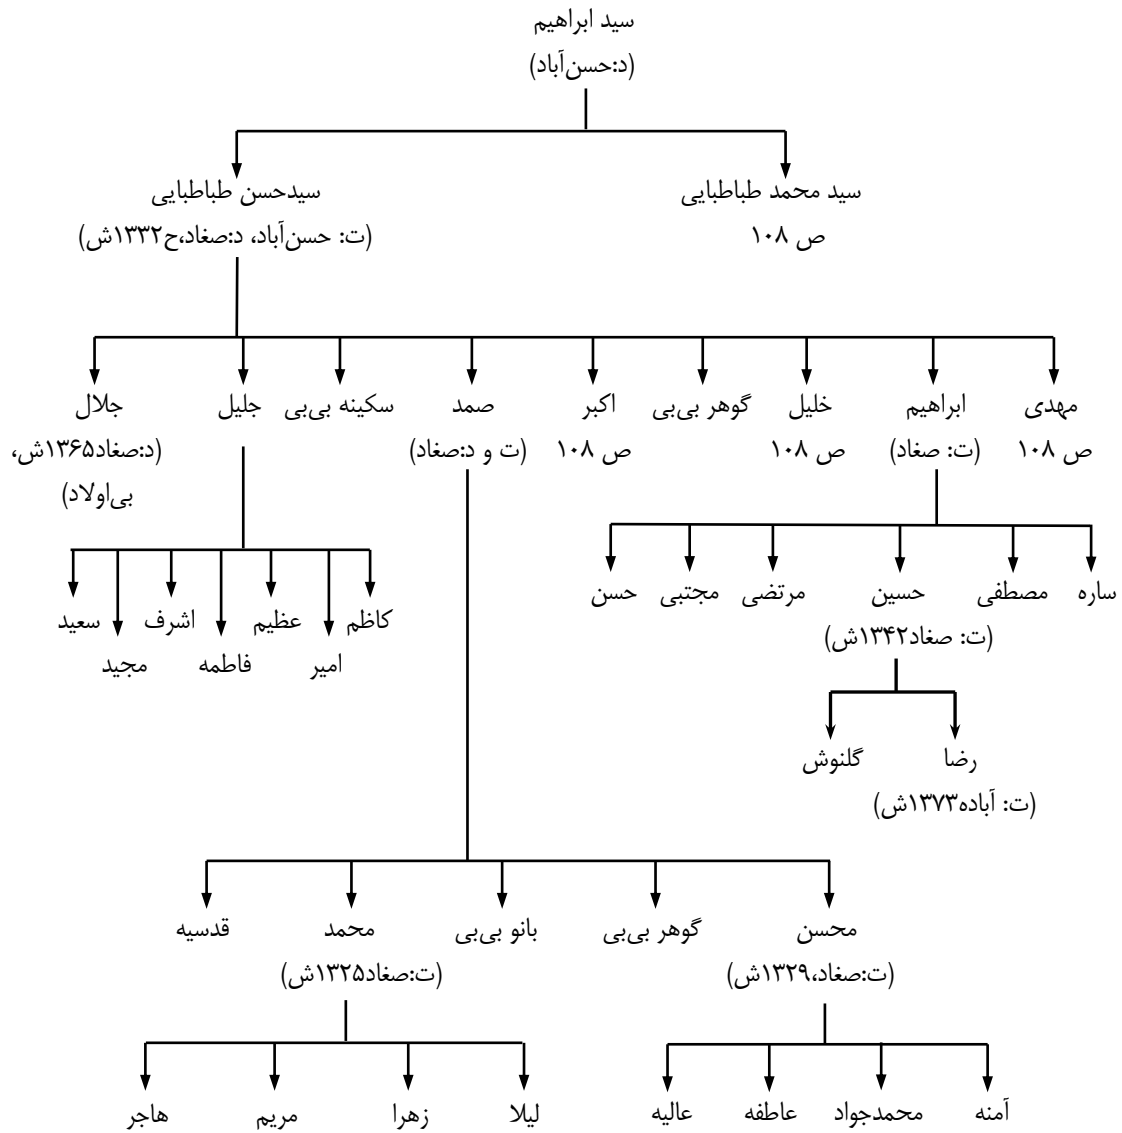 سید ابراهیم
(د:حسن‌آباد)
سید محمد طباطبایی
ص ۱۰۸
سیدحسن طباطبایی
(ت: حسن‌آباد، د:صغاد،ح۱۳۳۲ش)
مهدی
ص ۱۰۸
ابراهیم
(ت: صغاد)
خلیل
ص ۱۰۸
گوهر بی‌بی
اکبر
ص ۱۰۸
صمد
(ت و د:صغاد)
سکینه بی‌بی
جلیل
جلال
(د:صغاد۱۳۶۵ش،
بی‌اولاد)
ساره
مصطفی
حسین
(ت: صغاد۱۳۴۲ش)
مرتضی
مجتبی
حسن
کاظم
امیر
عظیم
فاطمه
اشرف
مجید
سعید
رضا
(ت: آباده۱۳۷۳ش)
گلنوش
محسن
(ت:صغاد،۱۳۲۹ش)
گوهر بی‌بی
بانو بی‌بی
محمد
(ت:صغاد۱۳۲۵ش)
قدسیه
آمنه
محمدجواد
عاطفه
عالیه
لیلا
زهرا
مریم
هاجر